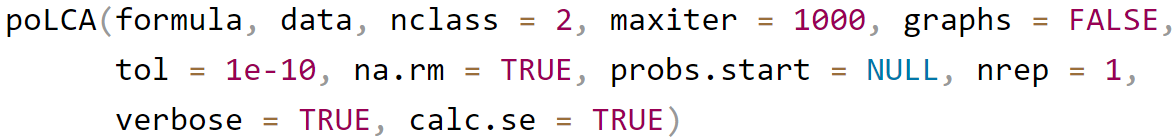 poLCA(formula, data, nclass = 2, maxiter = 1000, graphs = FALSE,
tol = 1e-10, na.rm = TRUE, probs.start = NULL, nrep = 1,
verbose = TRUE, calc.se = TRUE)